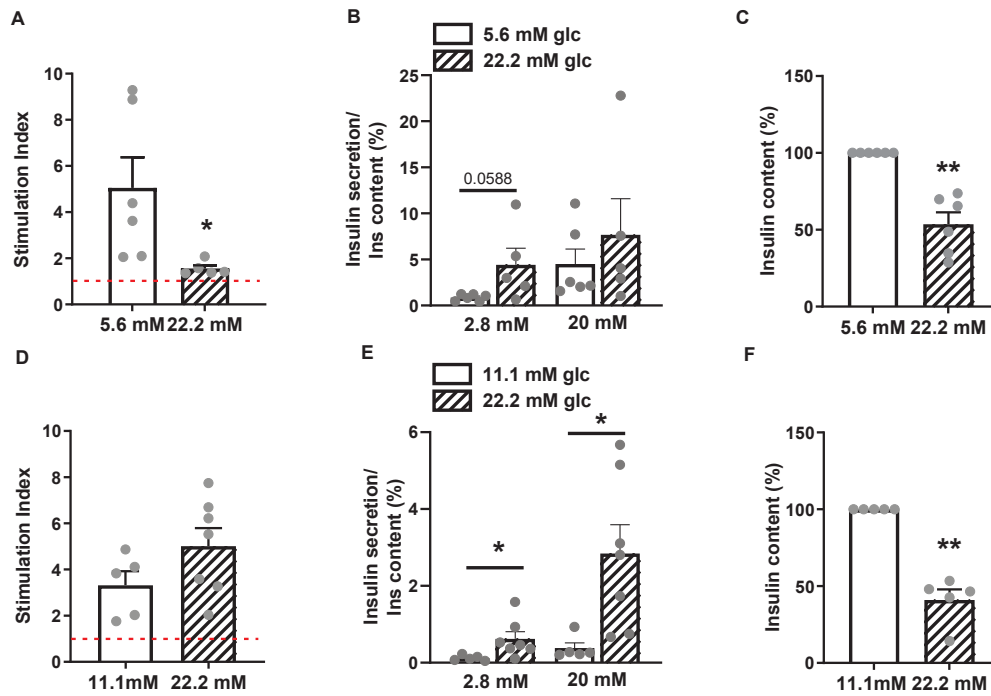 A
Stimulation Index
10
8
6
4
2
0
*
5.6 mM 22.2 mM
B
5.6 mM glc
22.2 mM glc
Insulin secretion/
Ins content (%)
25
20
15
10
5
0
0.0588
2.8 mM 20 mM
C
Insulin content (%)
150
100
50
0
**
5.6 mM 22.2 mM
D
Stimulation Index
10
8
6
4
2
0
11.1mM 22.2 mM
E
11.1 mM glc
22.2 mM glc
Insulin secretion/
Ins content (%)
6
4
2
0
*
*
2.8 mM 20 mM
F
Insulin content (%)
150
100
50
0
**
11.1mM 22.2 mM